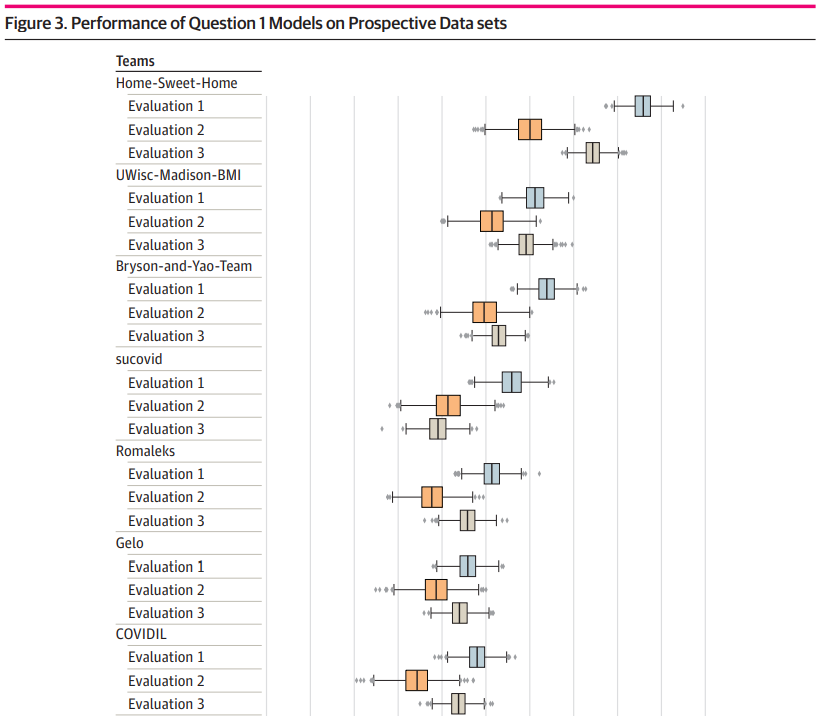 Figure 3. Performance of Question 1 Models on Prospective Data sets
Teams
Home-Sweet-Home
Evaluation 1
Evaluation 2
Evaluation 3
UWisc-Madison-BMI
Evaluation 1
Evaluation 2
Evaluation 3
Bryson-and-Yao-Team
Evaluation 1
Evaluation 2
Evaluation 3
sucovid
Evaluation 1
Evaluation 2
Evaluation 3
Romaleks
Evaluation 1
Evaluation 2
Evaluation 3
Gelo
Evaluation 1
Evaluation 2
Evaluation 3
COVIDIL
Evaluation 1
Evaluation 2
Evaluation 3